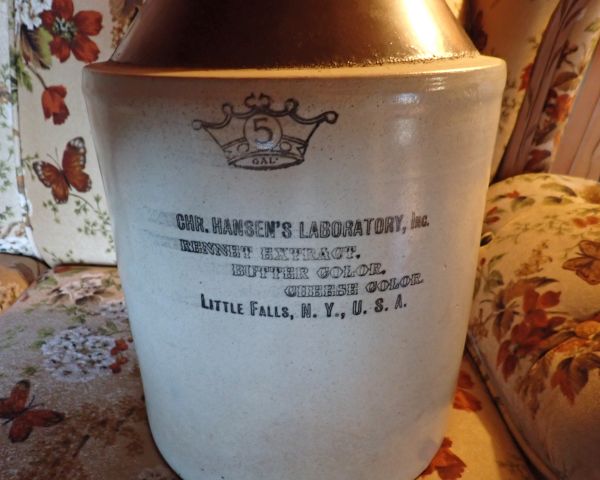 5
GAL.
CHR. HANSEN'S LABORATORY, Inc.
RENNET EXTRACT.
BUTTER COLOR.
CHEESE COLOR.
LITTLE FALLS, N. Y., U. S. A.